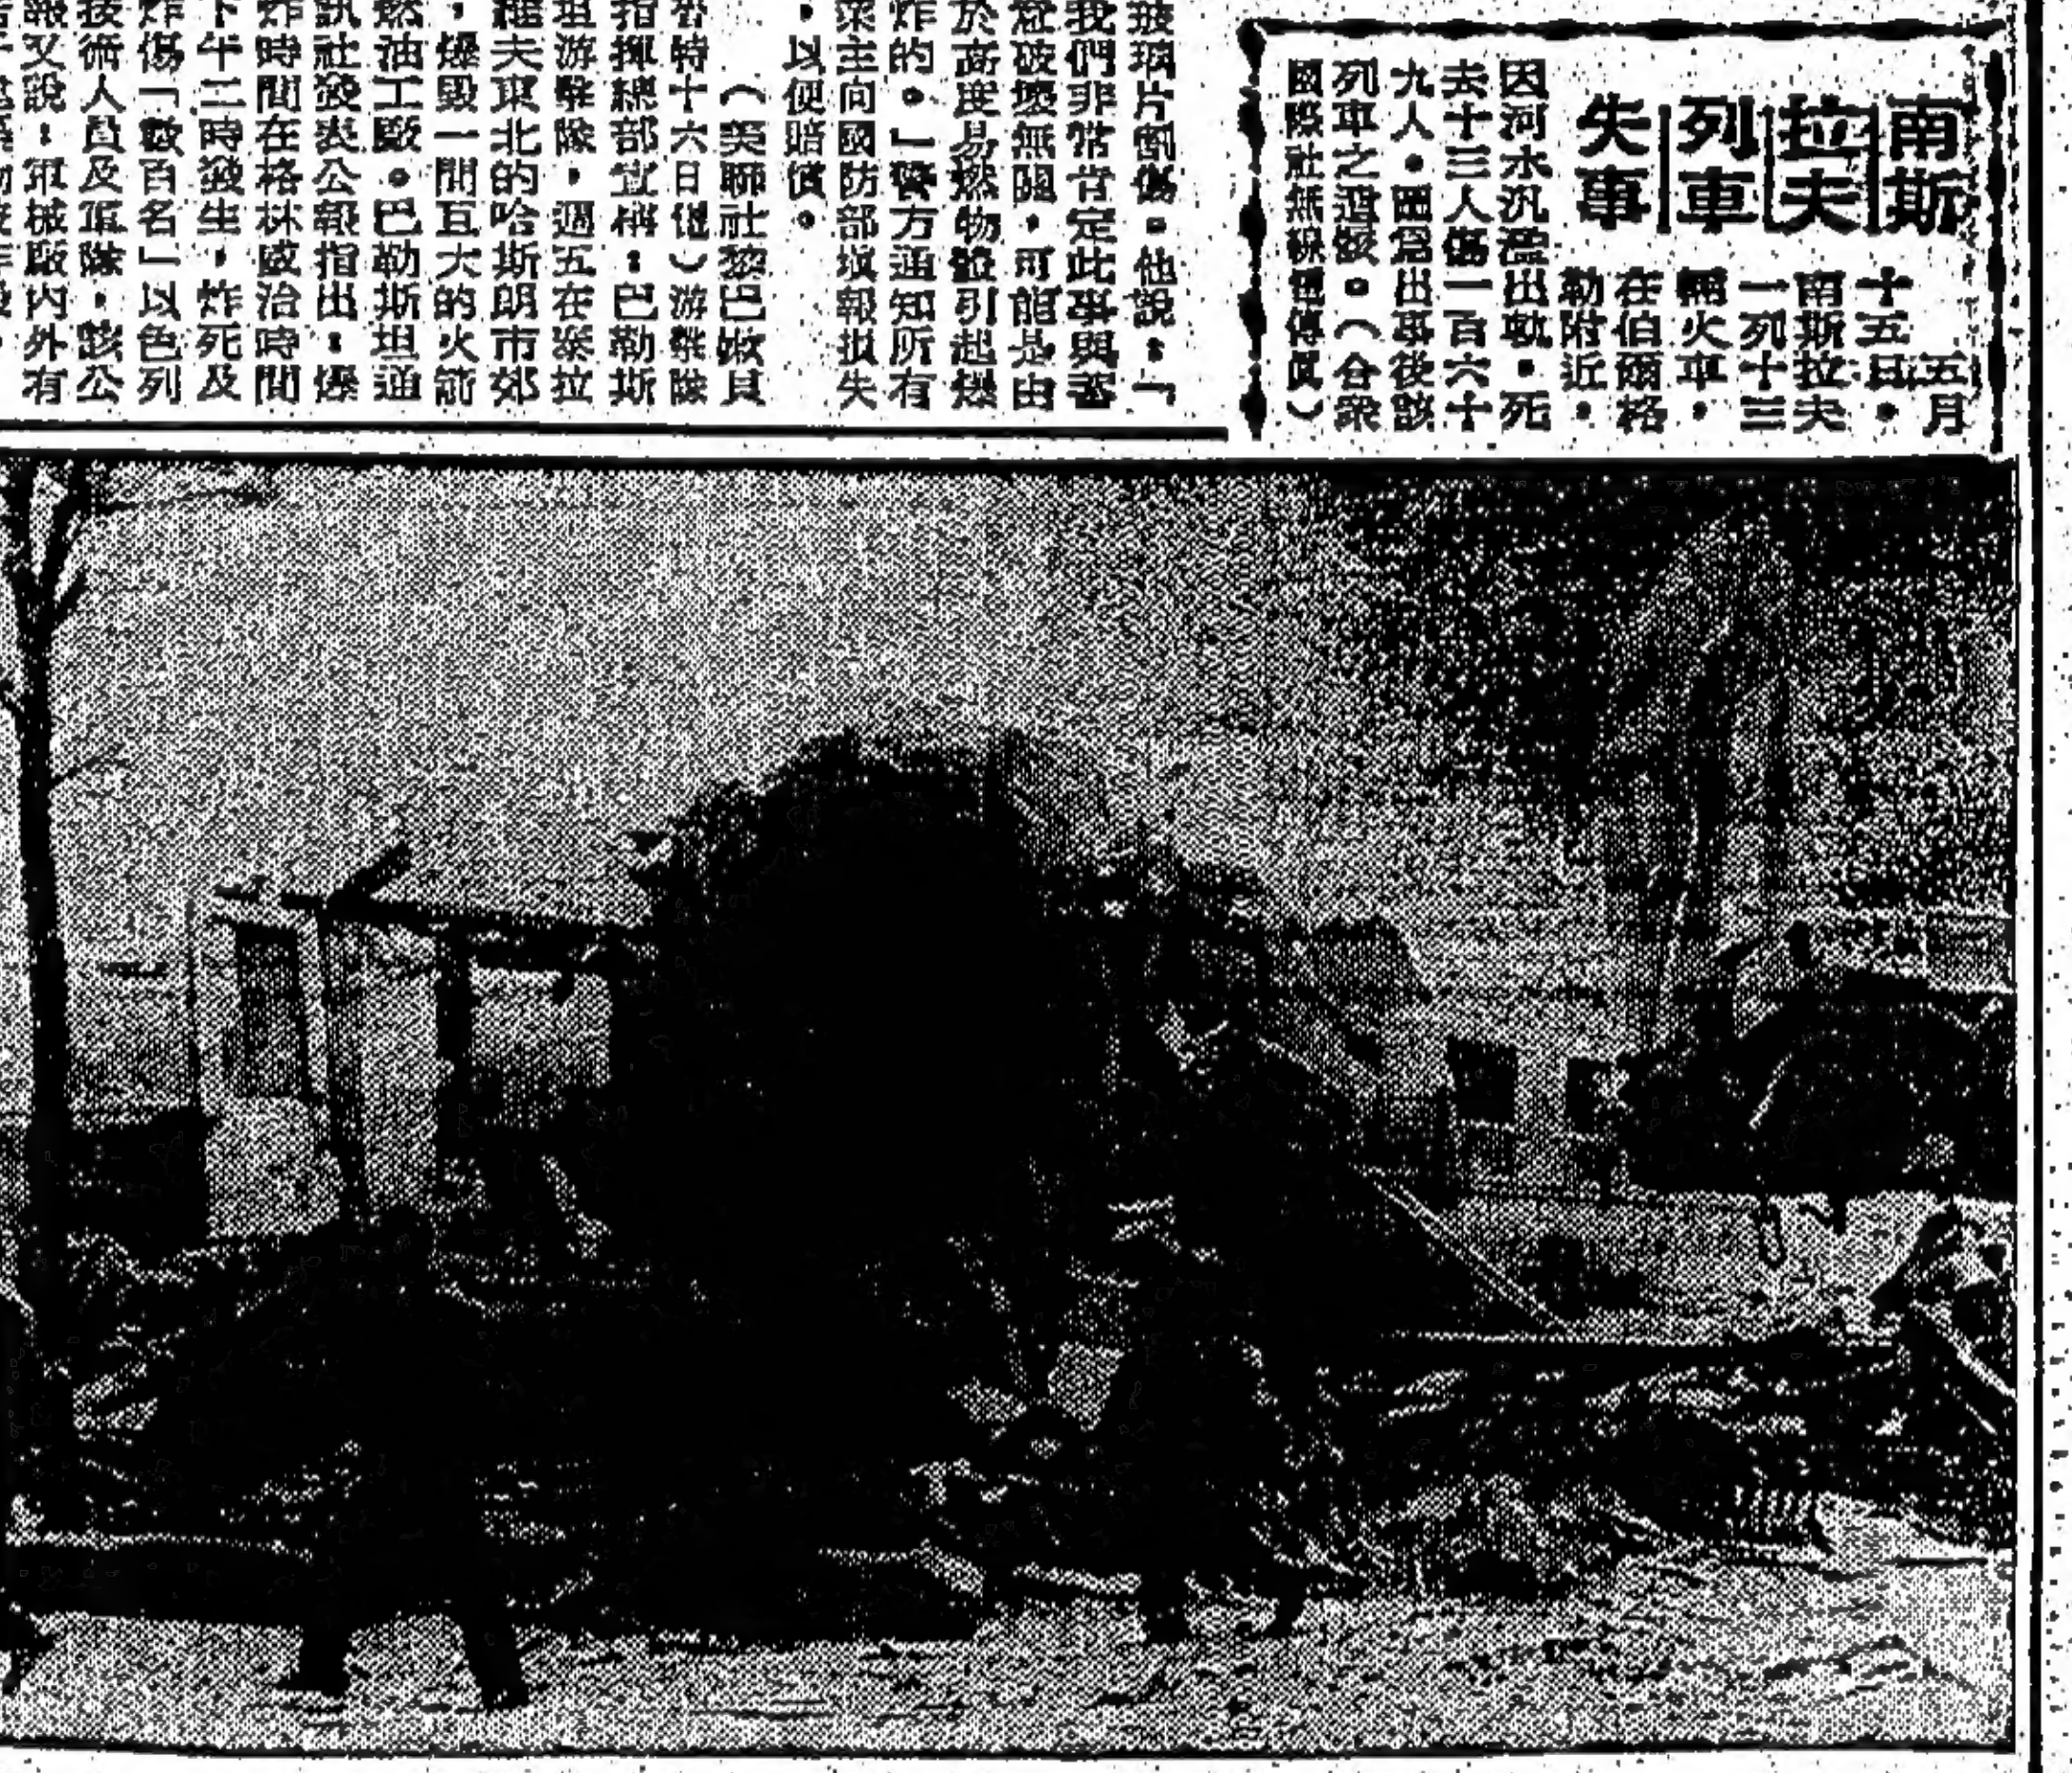 南斯
拉夫
列車
失事
五月
十五日，
南斯拉夫
一列十三
輛火車，
在伯爾格
勒附近，
因河水汎濫出軌，死
去十三人傷一百六十
九人。圖爲出事後該
列車之遺骸。（合衆
國際社無線電傳眞）
玻璃片割傷。他說：「
我們非常肯定此事與蓄
意破壞無關，可能是由
於高度易燃物體引起爆
炸的。」警方通知所有
業主向國防部塡報損失
，以便賠償。
（美聯社黎巴嫩貝
魯特十六日電）游擊隊
指揮總部宣稱：巴勒斯
坦游擊隊，週五在泰拉
維夫東北的哈斯朗市郊
，爆毀一間亙大的火箭
燃油工廠。巴勒斯坦通
訊社發表公報指出：爆
炸時間在格林威治時間
下午二時發生，炸死及
炸傷「數百名」以色列
技術人員及軍隊，該公
報又說：軍械廠內外有